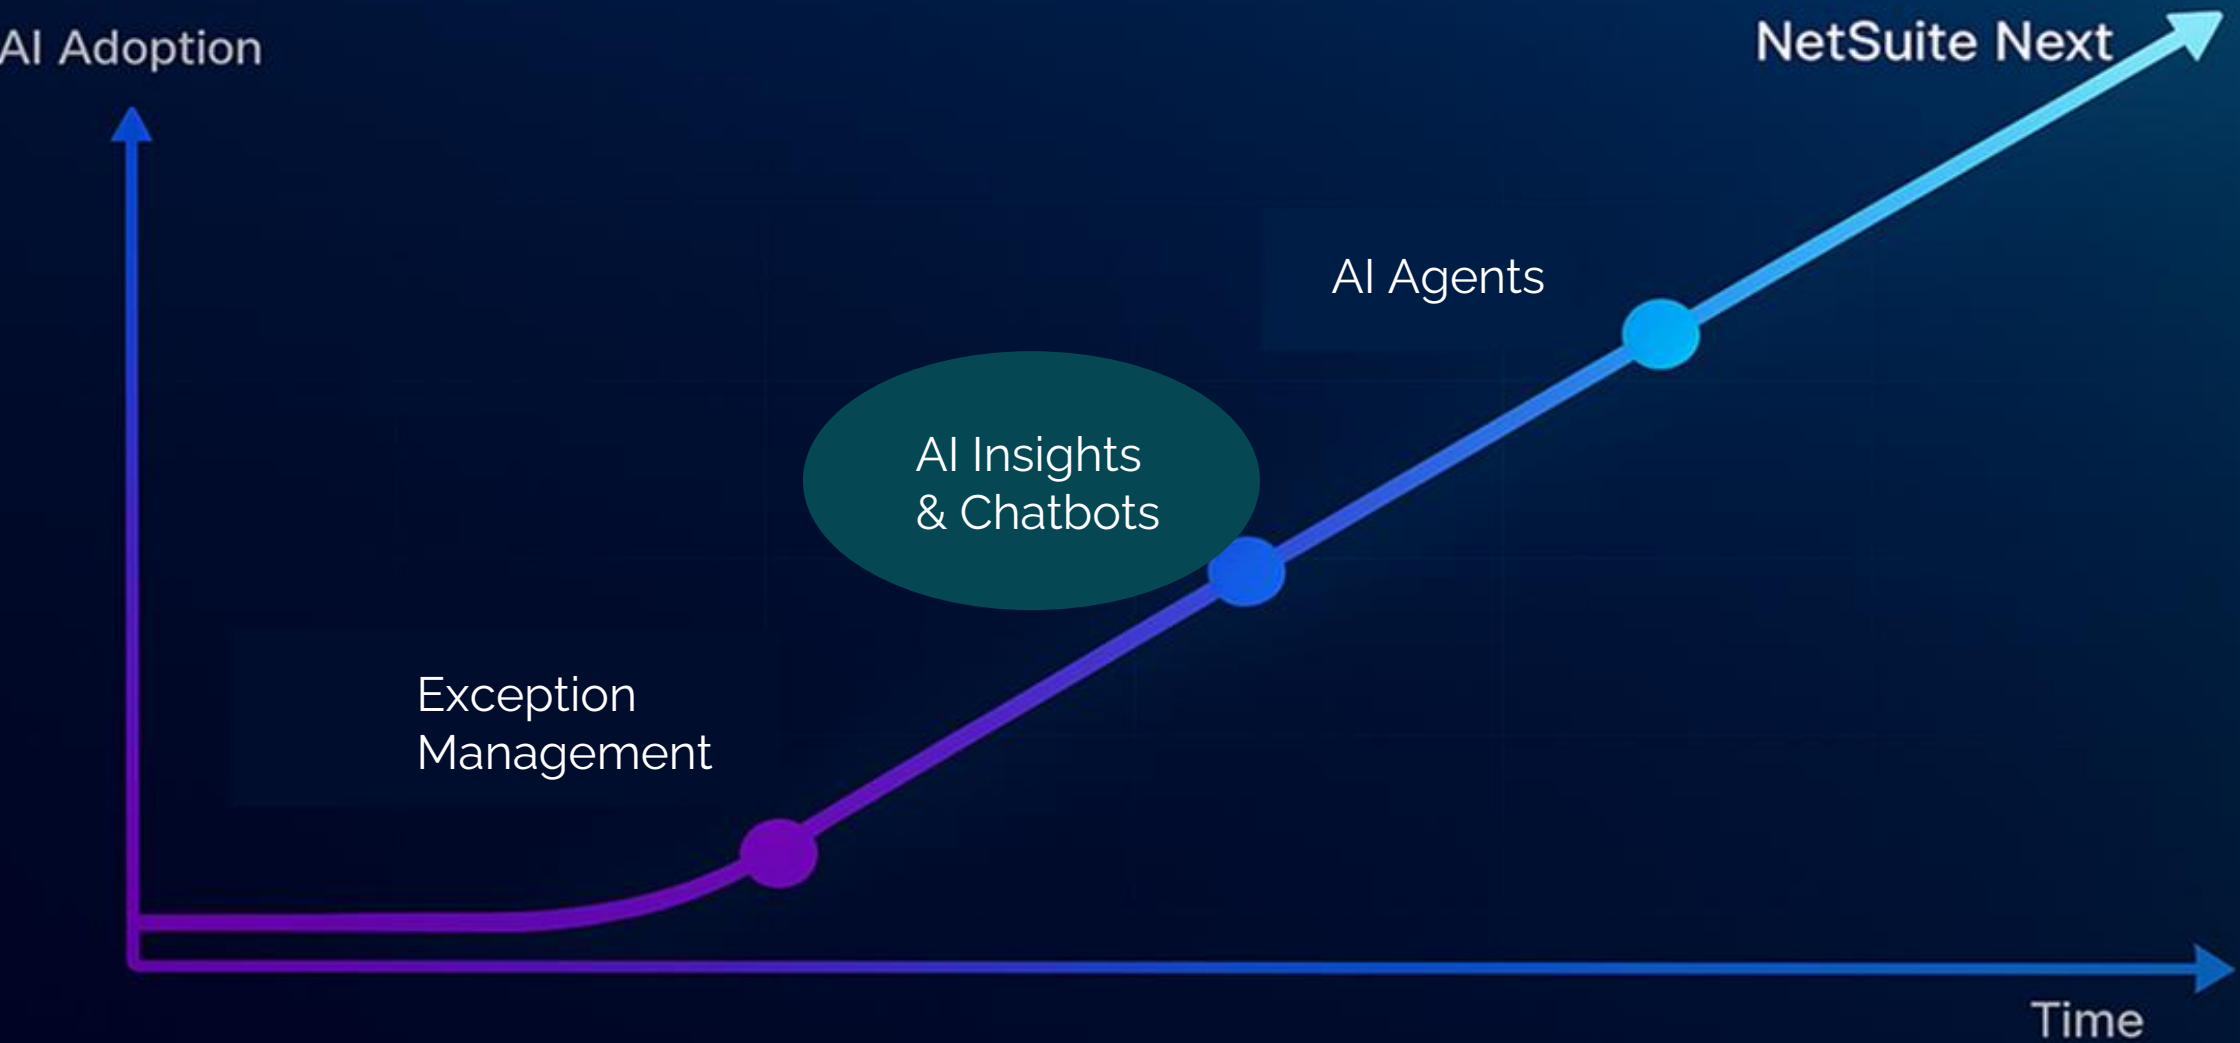 AI Adoption
NetSuite Next
AI Agents
AI Insights
& Chatbots
Exception
Management
Time